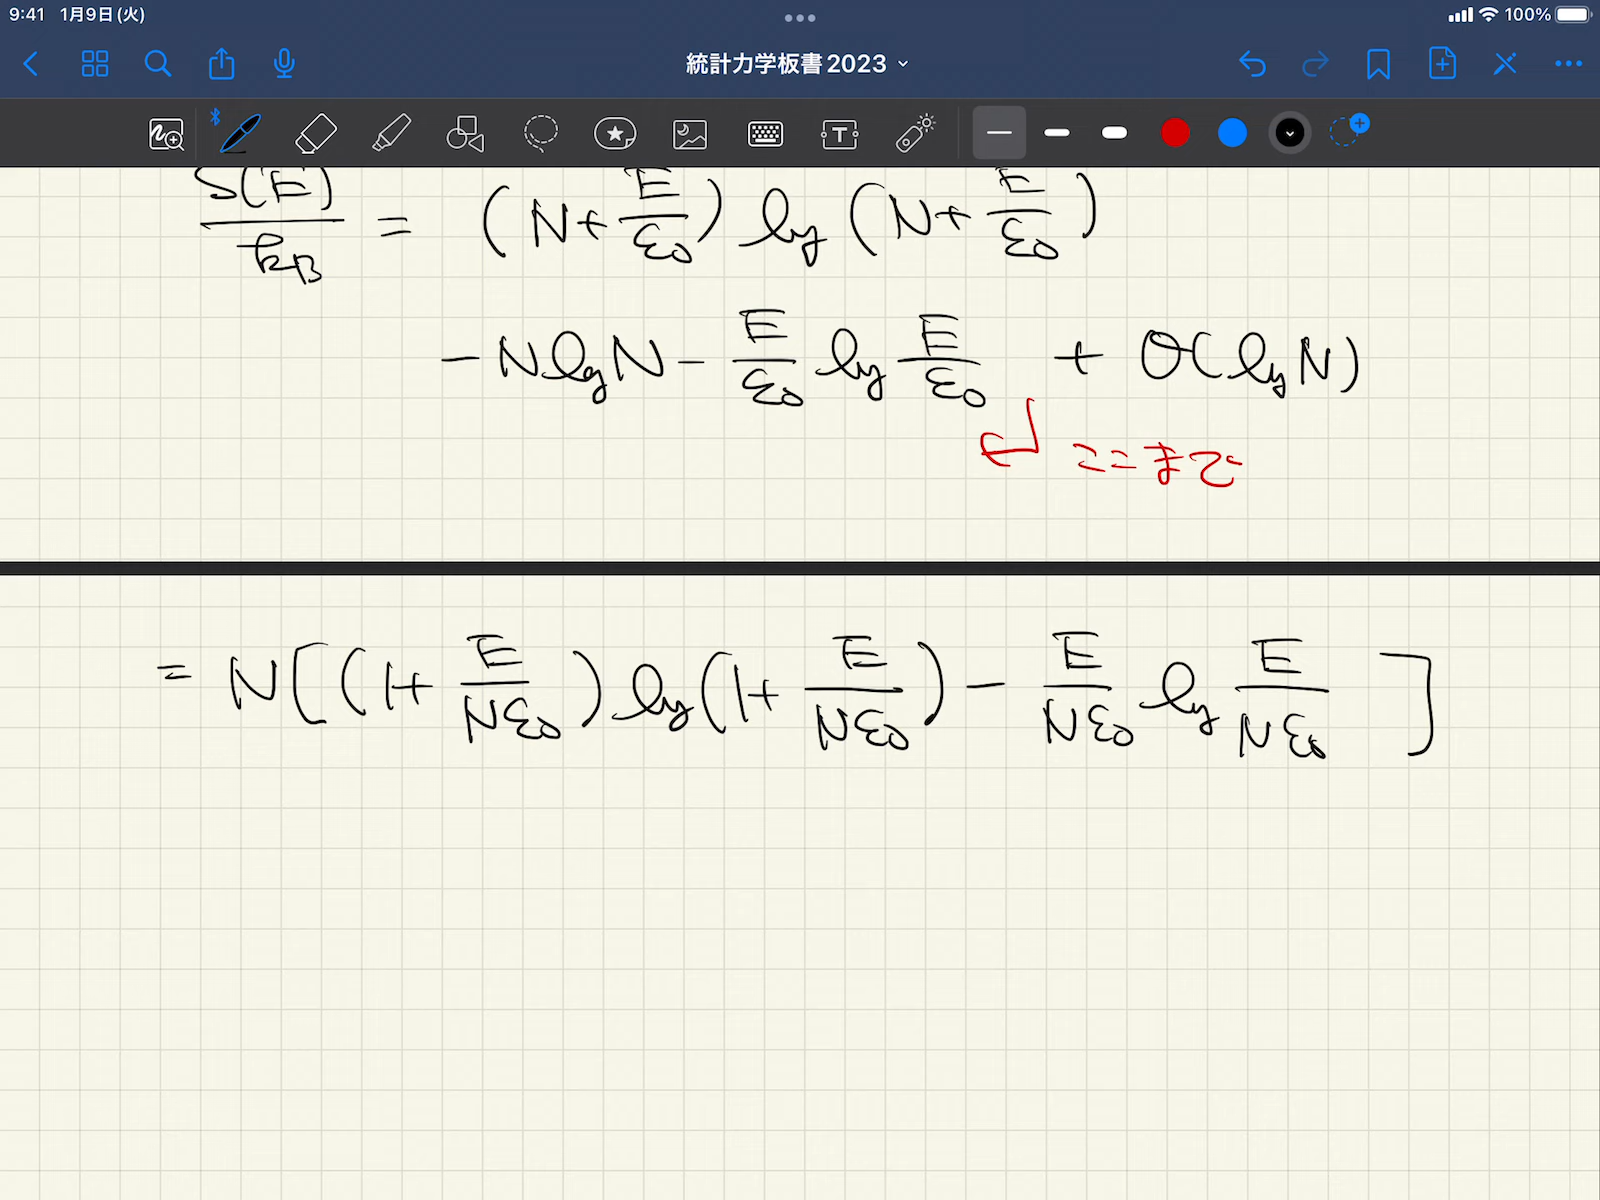 9:41 1月9日(火) 100%
統計力学板書2023
S(E)/k_B = (N+E/ε₀) log (N+E/ε₀)
-N log N - E/ε₀ log E/ε₀ + O(log N)
ここまで
= N[(1+E/Nε₀) log (1+E/Nε₀) - E/Nε₀ log E/Nε₀]